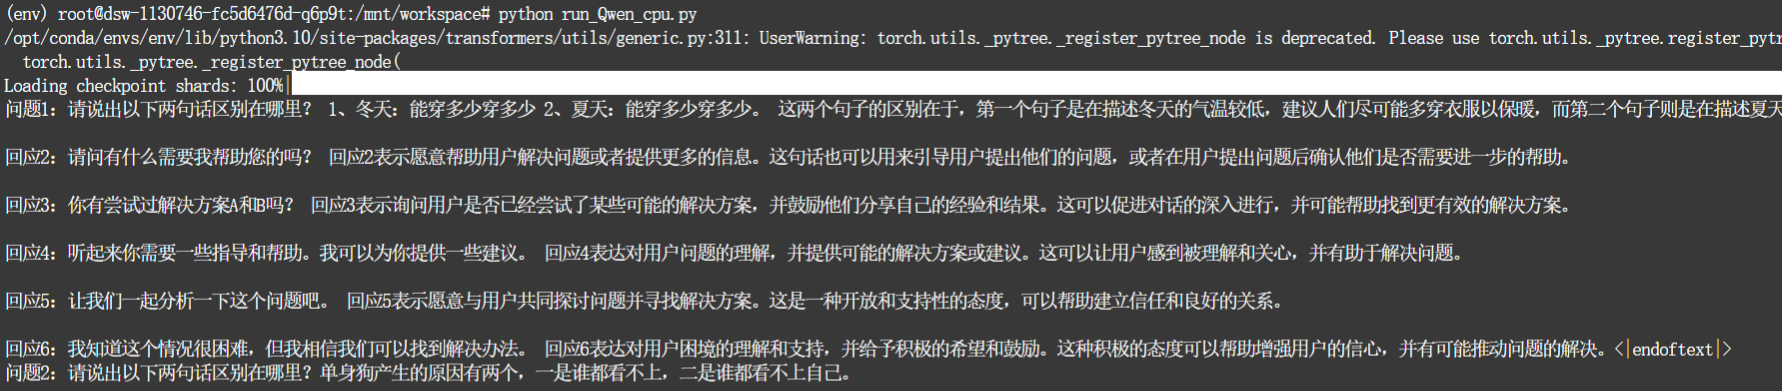 (env) root@dsw-1130746-fc5d6476d-q6p9t:/mnt/workspace# python run_Qwen_cpu.py
/opt/conda/envs/env/lib/python3.10/site-packages/transformers/utils/generic.py:311: UserWarning: torch.utils._pytree._register_pytree_node is deprecated. Please use torch.utils._pytree.register_pytr
torch.utils._pytree._register_pytree_node(
Loading checkpoint shards: 100%|
问题1：请说出以下两句话区别在哪里？ 1、冬天：能穿多少穿多少 2、夏天：能穿多少穿多少。 这两个句子的区别在于，第一个句子是在描述冬天的气温较低，建议人们尽可能多穿衣服以保暖，而第二个句子则是在描述夏天
回应2：请问有什么需要我帮助您的吗？ 回应2表示愿意帮助用户解决问题或者提供更多的信息。这句话也可以用来引导用户提出他们的问题，或者在用户提出问题后确认他们是否需要进一步的帮助。
回应3：你有尝试过解决方案A和B吗？ 回应3表示询问用户是否已经尝试了某些可能的解决方案，并鼓励他们分享自己的经验和结果。这可以促进对话的深入进行，并可能帮助找到更有效的解决方案。
回应4：听起来你需要一些指导和帮助。我可以为你提供一些建议。 回应4表达对用户问题的理解，并提供可能的解决方案或建议。这可以让用户感到被理解和关心，并有助于解决问题。
回应5：让我们一起分析一下这个问题吧。 回应5表示愿意与用户共同探讨问题并寻找解决方案。这是一种开放和支持性的态度，可以帮助建立信任和良好的关系。
回应6：我知道这个情况很困难，但我相信我们可以找到解决办法。 回应6表达对用户困境的理解和支持，并给予积极的希望和鼓励。这种积极的态度可以帮助增强用户的信心，并有可能推动问题的解决。<|endoftext|>
问题2：请说出以下两句话区别在哪里？单身狗产生的原因有两个，一是谁都看不上，二是谁都看不上自己。